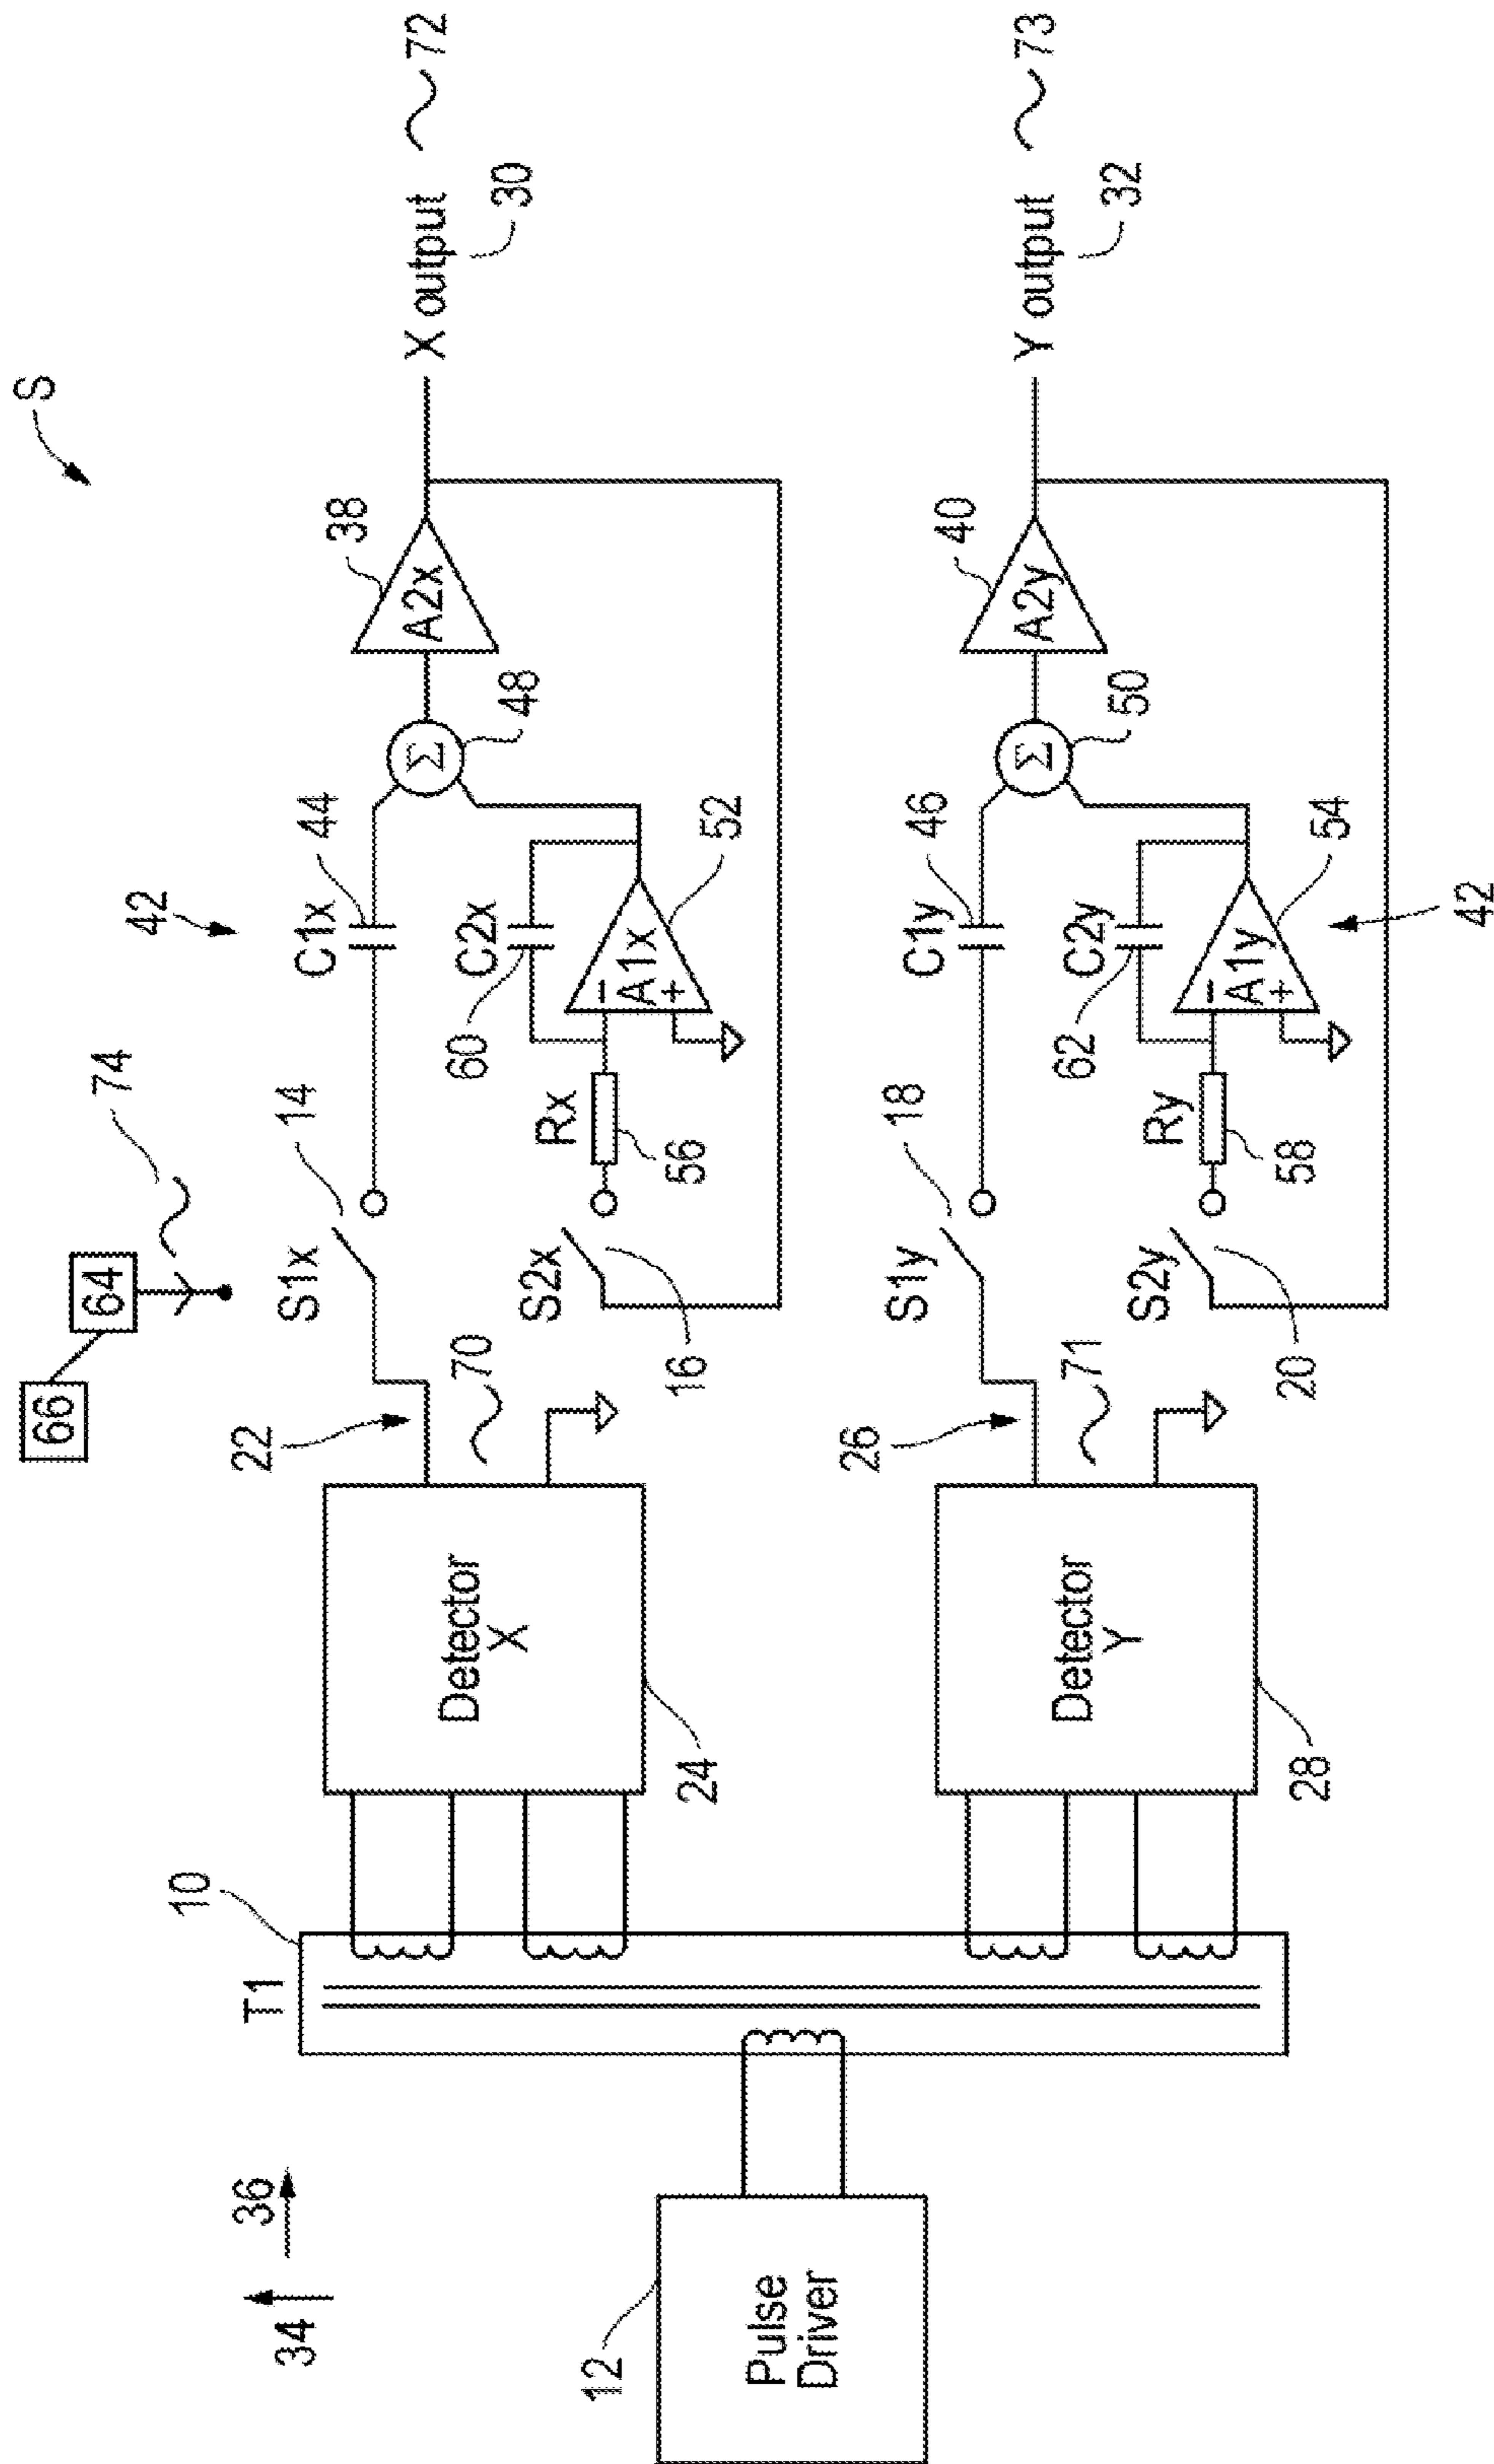 S
66
64
74
34
36
12
Pulse
Driver
T1
10
Detector
X
24
22
70
S1x
14
S2x
16
Rx
56
42
C1x
44
C2x
60
A1x
−
+
52
Σ
48
A2x
38
X output
30
72
Detector
Y
28
26
71
S1y
18
S2y
20
Ry
58
C1y
46
C2y
62
A1y
−
+
54
42
Σ
50
A2y
40
Y output
32
73